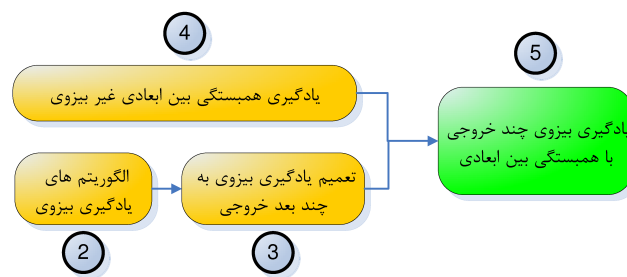 4
یادگیری همبستگی بین ابعادی غیر بیزوی
5
یادگیری بیزوی چند خروجی
با همبستگی بین ابعادی
الگوریتم های
یادگیری بیزوی
2
تعمیم یادگیری بیزوی به
چند بعد خروجی
3